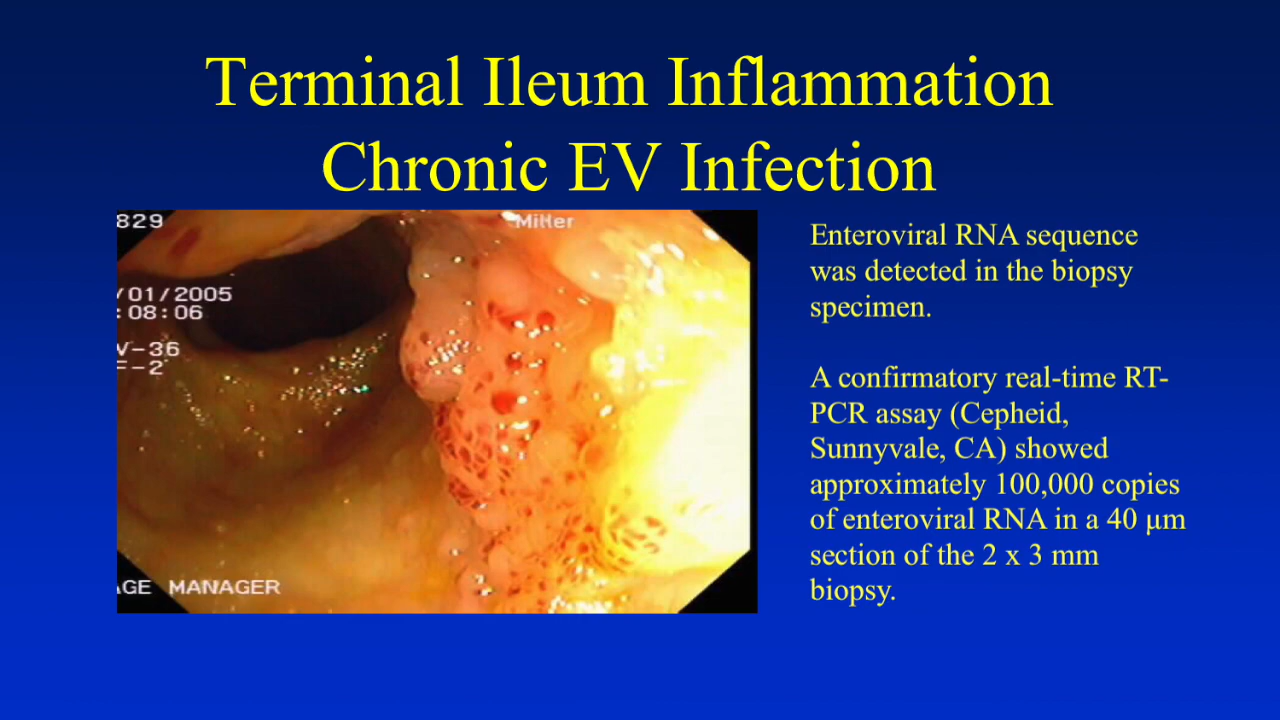 Terminal Ileum Inflammation
Chronic EV Infection
829
Miller
/01/2005
:08:06
V-36
F-2
AGE MANAGER
Enteroviral RNA sequence
was detected in the biopsy
specimen.
A confirmatory real-time RT-
PCR assay (Cepheid,
Sunnyvale, CA) showed
approximately 100,000 copies
of enteroviral RNA in a 40 μm
section of the 2 x 3 mm
biopsy.